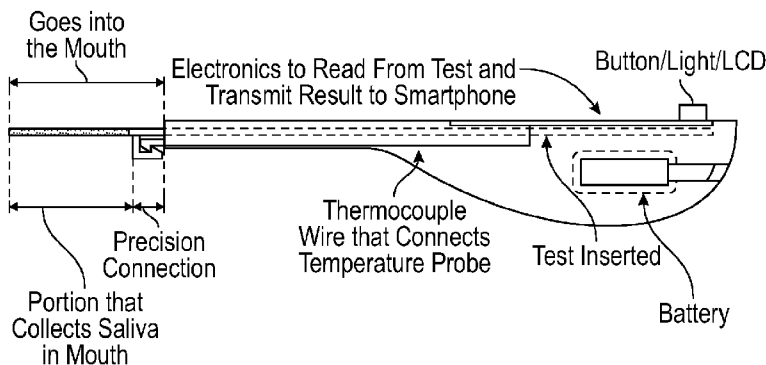 Goes into
the Mouth
Electronics to Read From Test and
Transmit Result to Smartphone
Button/Light/LCD
Thermocouple
Wire that Connects
Temperature Probe
Test Inserted
Battery
Precision
Connection
Portion that
Collects Saliva
in Mouth